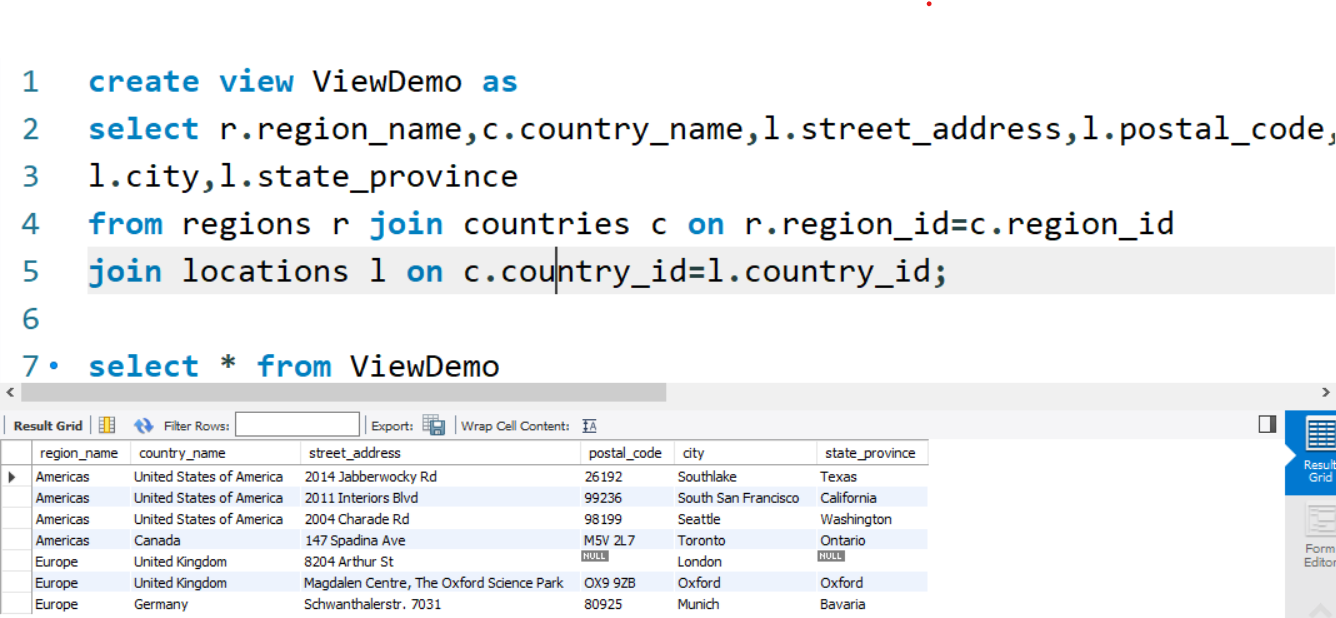 1 create view ViewDemo as
2 select r.region_name,c.country_name,l.street_address,l.postal_code,
3 l.city,l.state_province
4 from regions r join countries c on r.region_id=c.region_id
5 join locations l on c.country_id=l.country_id;
6
7 select * from ViewDemo
Result Grid Filter Rows: Export: Wrap Cell Content: IA
region_name country_name street_address postal_code city state_province
Americas United States of America 2014 Jabberwocky Rd 26192 Southlake Texas
Americas United States of America 2011 Interiors Blvd 99236 South San Francisco California
Americas United States of America 2004 Charade Rd 98199 Seattle Washington
Americas Canada 147 Spadina Ave M5V 2L7 Toronto Ontario
Europe United Kingdom 8204 Arthur St NULL London NULL
Europe United Kingdom Magdalen Centre, The Oxford Science Park OX9 9ZB Oxford Oxford
Europe Germany Schwanthalerstr. 7031 80925 Munich Bavaria
Result
Grid
Form
Editor